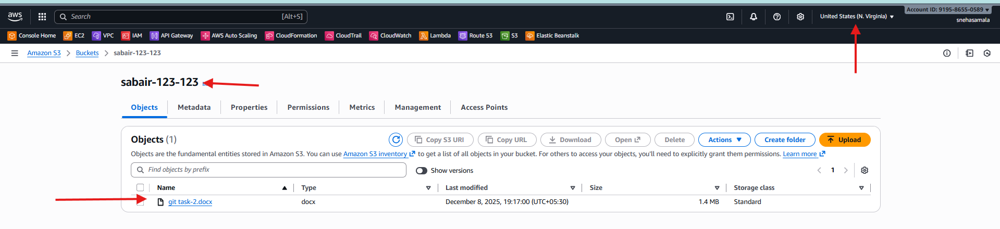 aws Search [Alt+S] United States (N. Virginia) Account ID: 9195-8655-0589
snehasamala
Console Home EC2 VPC IAM API Gateway AWS Auto Scaling CloudFormation CloudTrail CloudWatch Lambda Route 53 S3 Elastic Beanstalk
Amazon S3 Buckets sabair-123-123
sabair-123-123
Objects Metadata Properties Permissions Metrics Management Access Points
Objects (1) Copy S3 URI Copy URL Download Open Delete Actions Create folder Upload
Objects are the fundamental entities stored in Amazon S3. You can use Amazon S3 inventory to get a list of all objects in your bucket. For others to access your objects, you'll need to explicitly grant them permissions. Learn more
Find objects by prefix Show versions 1
Name Type Last modified Size Storage class
git task-2.docx docx December 8, 2025, 19:17:00 (UTC+05:30) 1.4 MB Standard